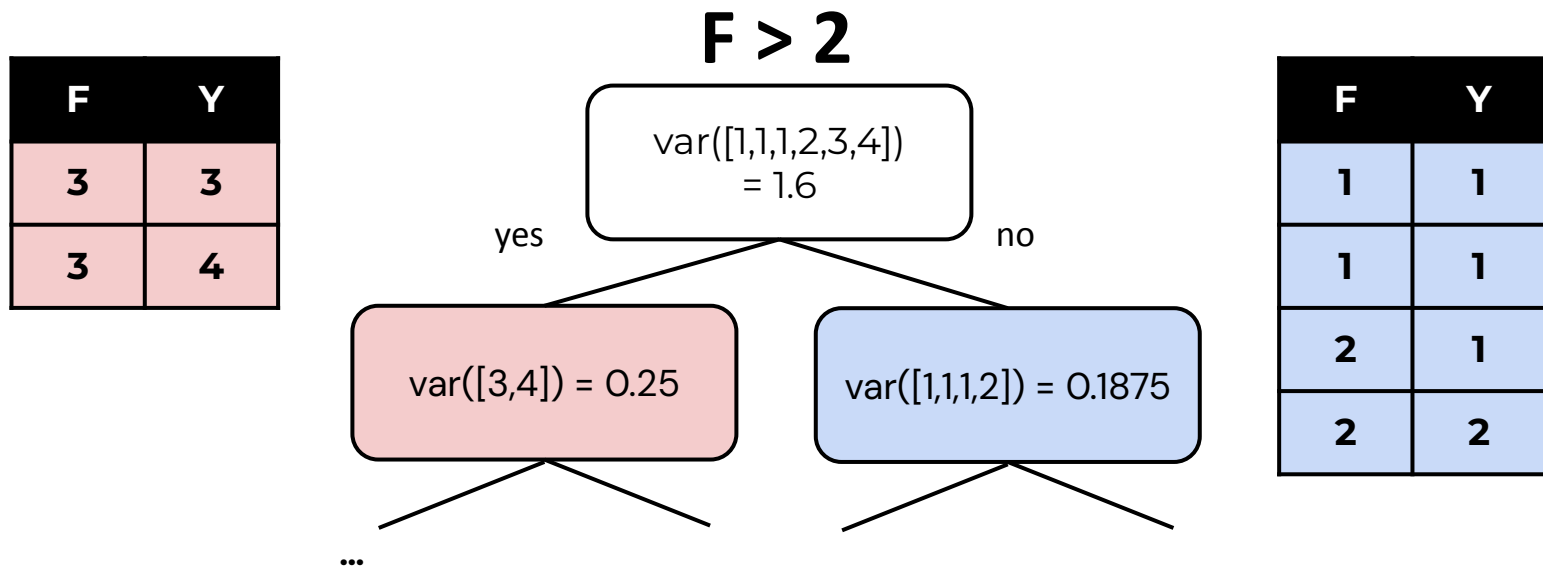 F > 2
F Y
3 3
3 4
var([1,1,1,2,3,4])
= 1.6
yes
no
var([3,4]) = 0.25
var([1,1,1,2]) = 0.1875
...
F Y
1 1
1 1
2 1
2 2